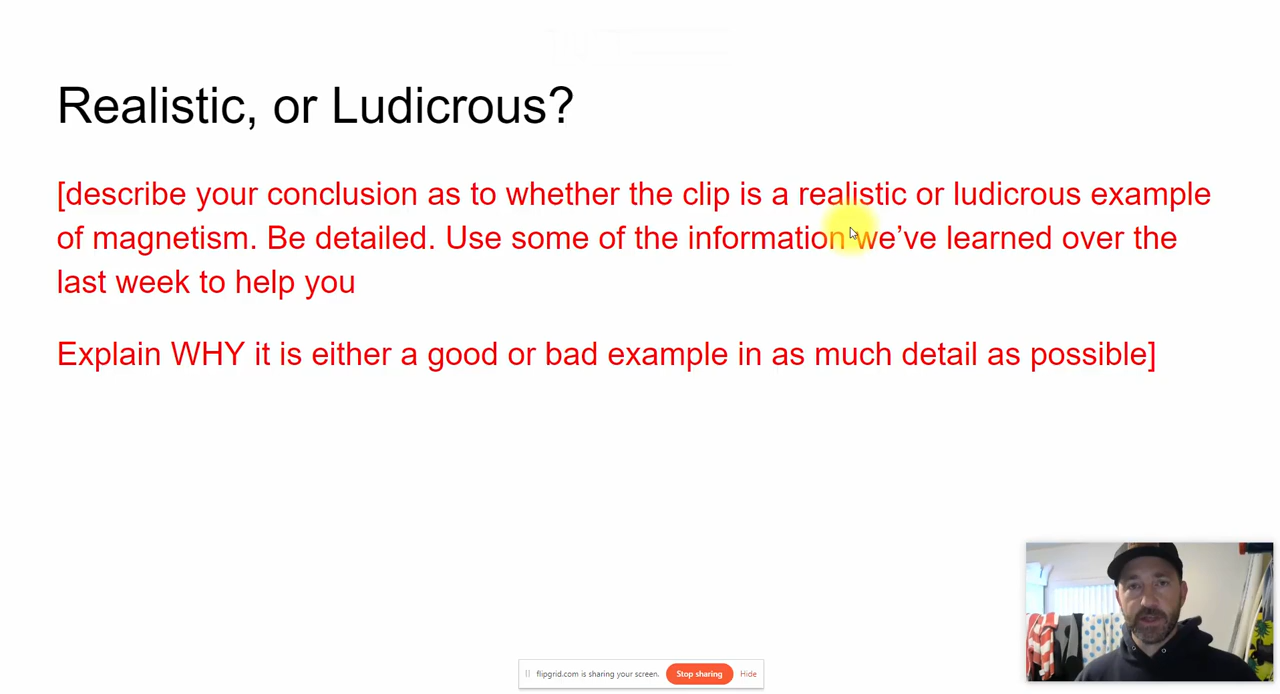 Realistic, or Ludicrous?
[describe your conclusion as to whether the clip is a realistic or ludicrous example
of magnetism. Be detailed. Use some of the information we’ve learned over the
last week to help you
Explain WHY it is either a good or bad example in as much detail as possible]
flipgrid.com is sharing your screen. Stop sharing Hide